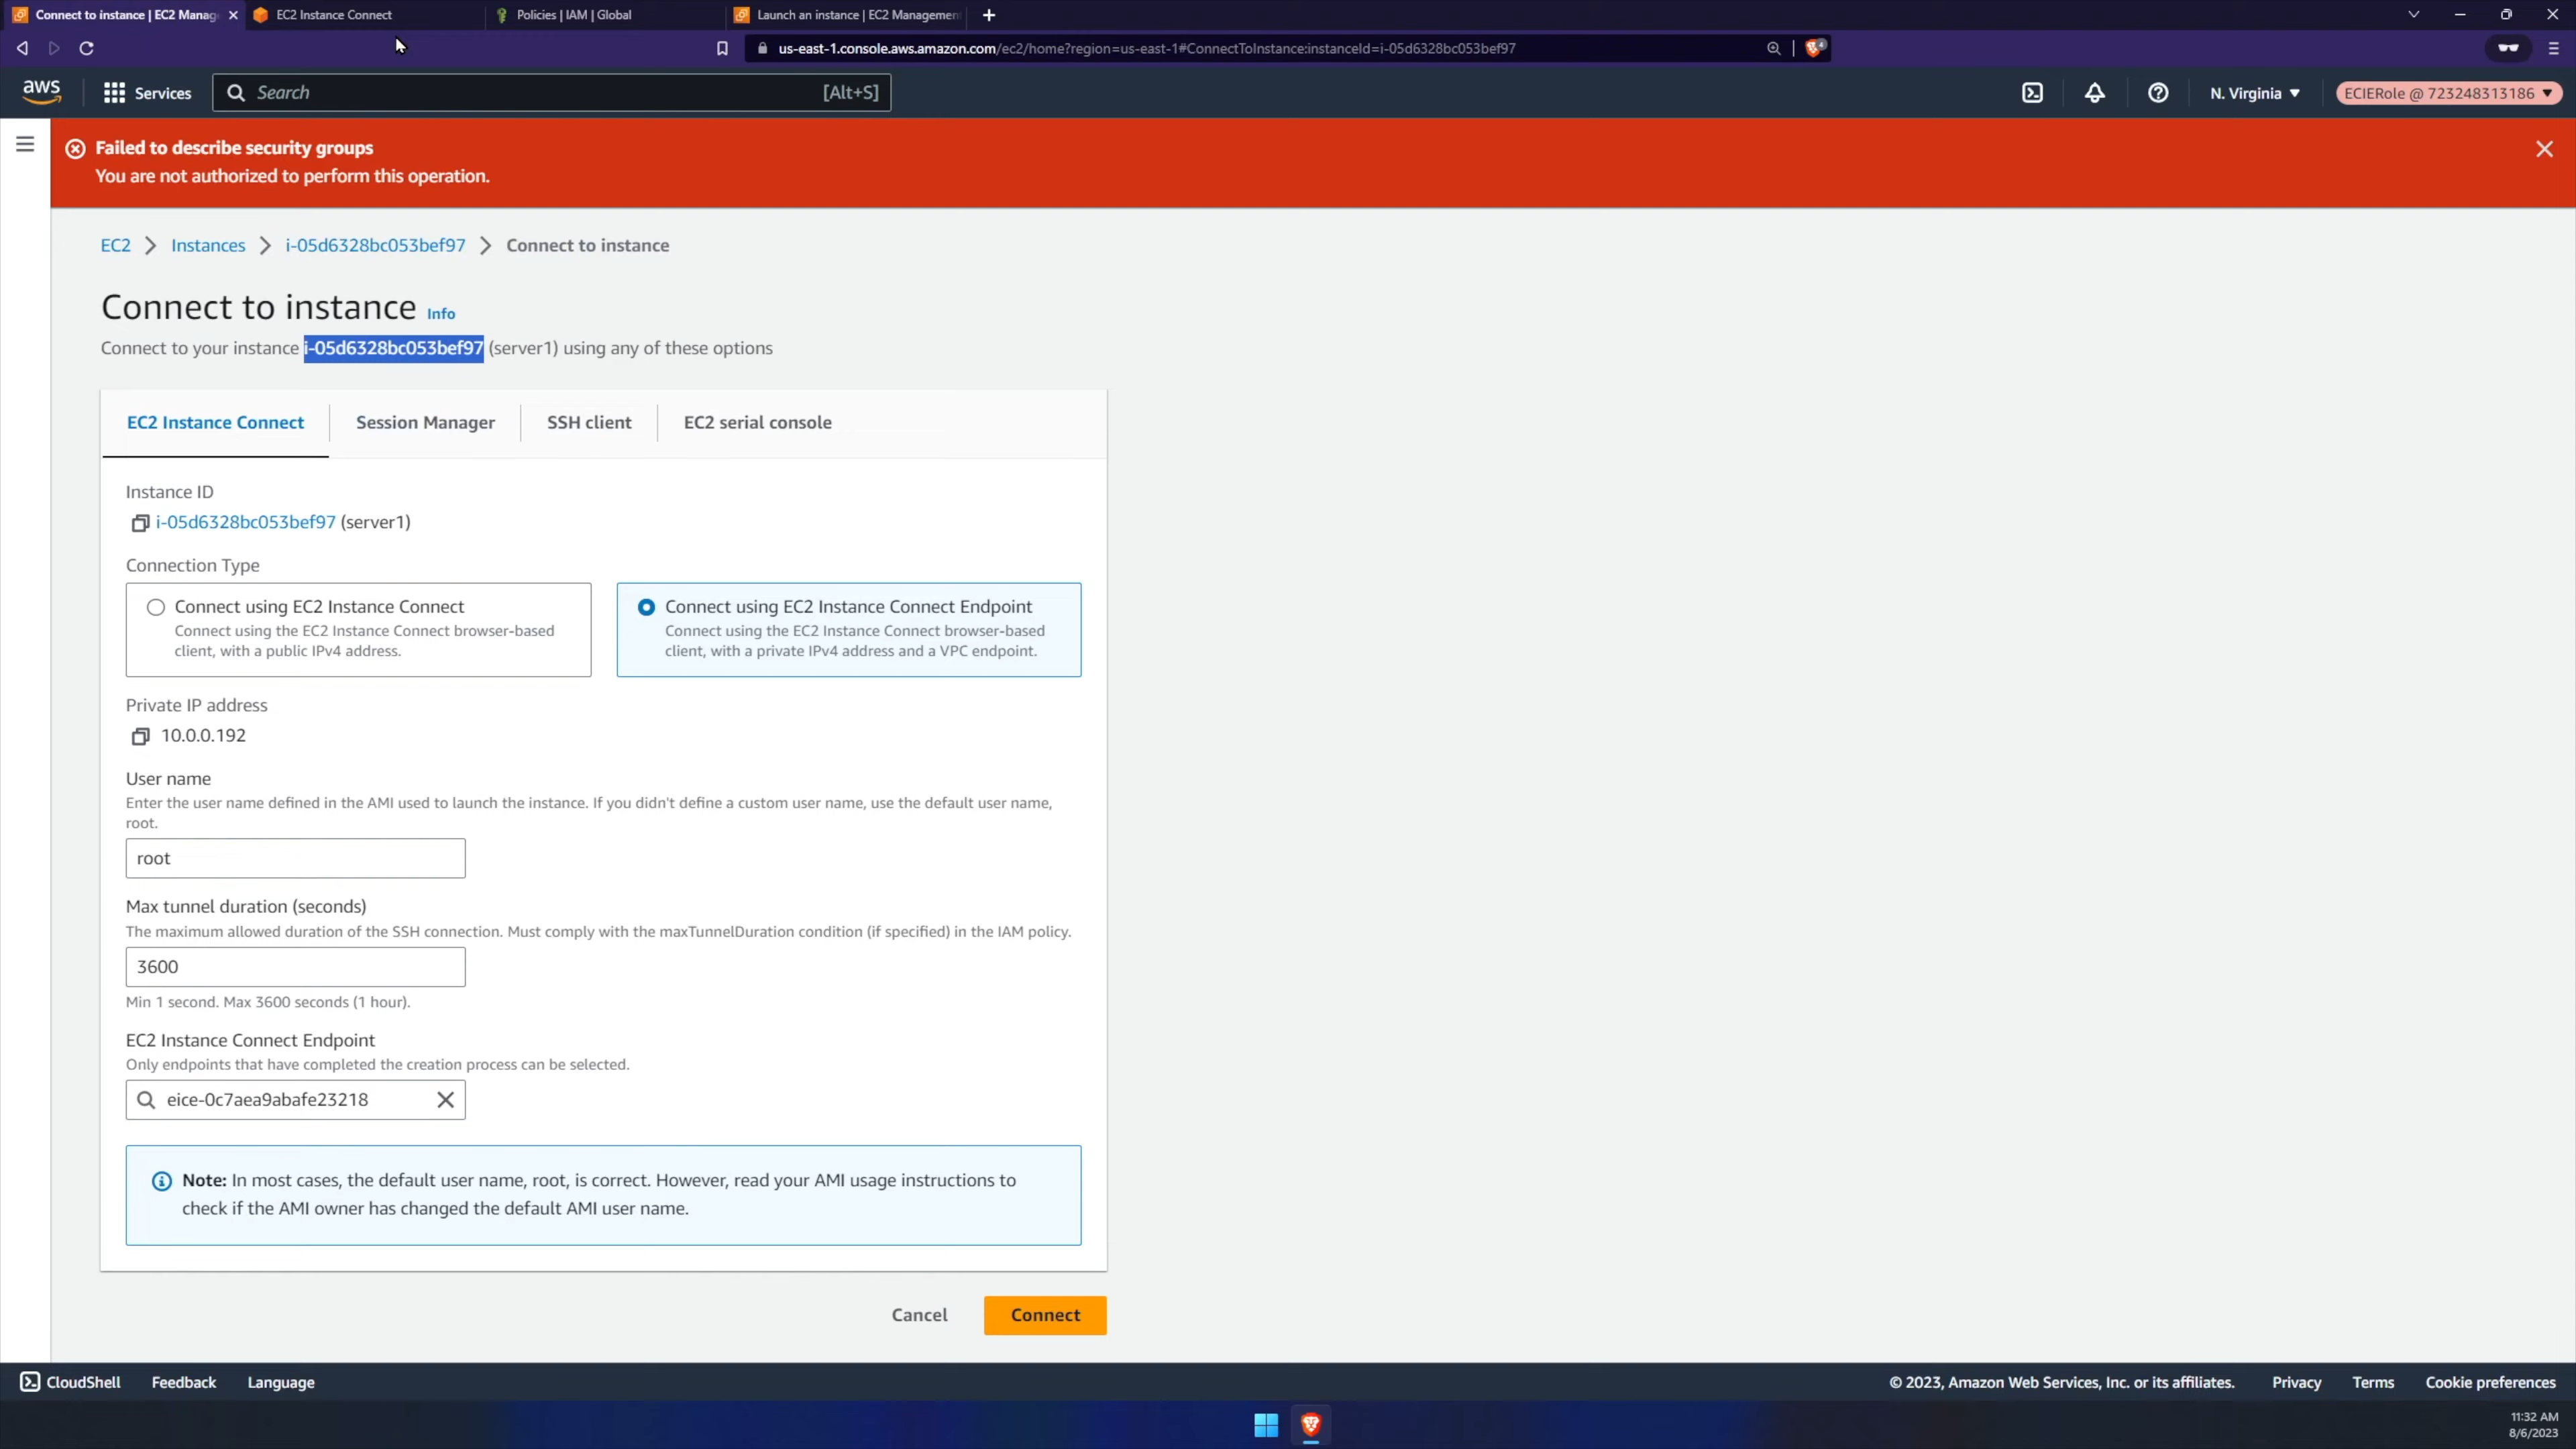 Connect to instance | EC2 Manag
EC2 Instance Connect
Policies | IAM | Global
Launch an instance | EC2 Managemen
us-east-1.console.aws.amazon.com/ec2/home?region=us-east-1#ConnectToInstance:instanceId=i-05d6328bc053bef97
aws
Services
Search
[Alt+S]
N. Virginia
ECIERole @ 723248313186
Failed to describe security groups
You are not authorized to perform this operation.
EC2 > Instances > i-05d6328bc053bef97 > Connect to instance
Connect to instance Info
Connect to your instance i-05d6328bc053bef97 (server1) using any of these options
EC2 Instance Connect
Session Manager
SSH client
EC2 serial console
Instance ID
i-05d6328bc053bef97 (server1)
Connection Type
Connect using EC2 Instance Connect
Connect using the EC2 Instance Connect browser-based
client, with a public IPv4 address.
Connect using EC2 Instance Connect Endpoint
Connect using the EC2 Instance Connect browser-based
client, with a private IPv4 address and a VPC endpoint.
Private IP address
10.0.0.192
User name
Enter the user name defined in the AMI used to launch the instance. If you didn't define a custom user name, use the default user name,
root.
root
Max tunnel duration (seconds)
The maximum allowed duration of the SSH connection. Must comply with the maxTunnelDuration condition (if specified) in the IAM policy.
3600
Min 1 second. Max 3600 seconds (1 hour).
EC2 Instance Connect Endpoint
Only endpoints that have completed the creation process can be selected.
eice-0c7aea9abafe23218
Note: In most cases, the default user name, root, is correct. However, read your AMI usage instructions to
check if the AMI owner has changed the default AMI user name.
Cancel
Connect
CloudShell
Feedback
Language
© 2023, Amazon Web Services, Inc. or its affiliates.
Privacy
Terms
Cookie preferences
11:32 AM
8/6/2023